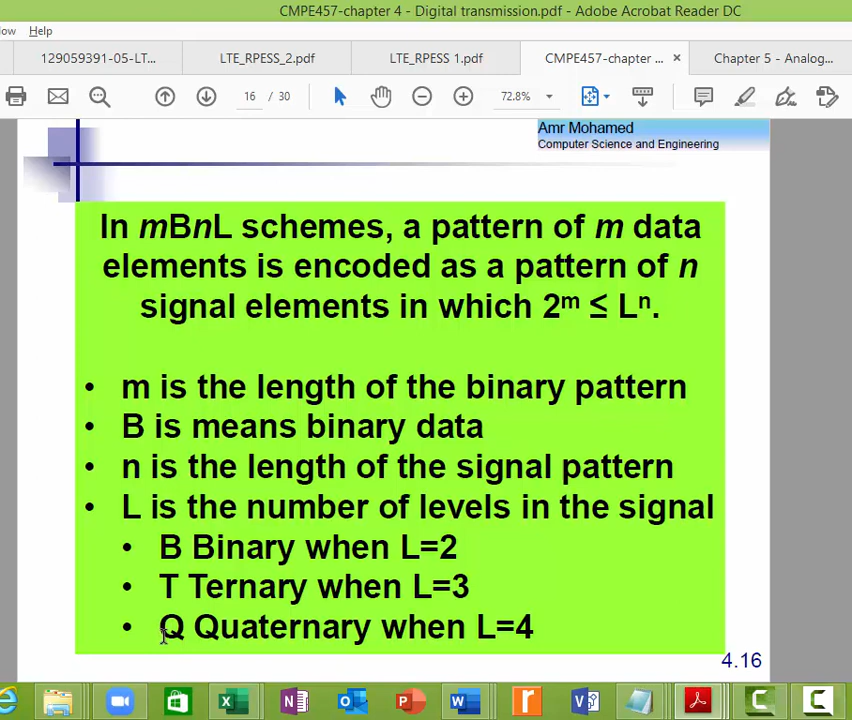 CMPE457-chapter 4 - Digital transmission.pdf - Adobe Acrobat Reader DC
ow Help
129059391-05-LT... LTE_RPESS_2.pdf LTE_RPESS 1.pdf CMPE457-chapter ... × Chapter 5 - Analog...
16 / 30 72.8%
Amr Mohamed
Computer Science and Engineering
In mBnL schemes, a pattern of m data
elements is encoded as a pattern of n
signal elements in which 2ᵐ ≤ Lⁿ.
• m is the length of the binary pattern
• B is means binary data
• n is the length of the signal pattern
• L is the number of levels in the signal
• B Binary when L=2
• T Ternary when L=3
• Q Quaternary when L=4
4.16